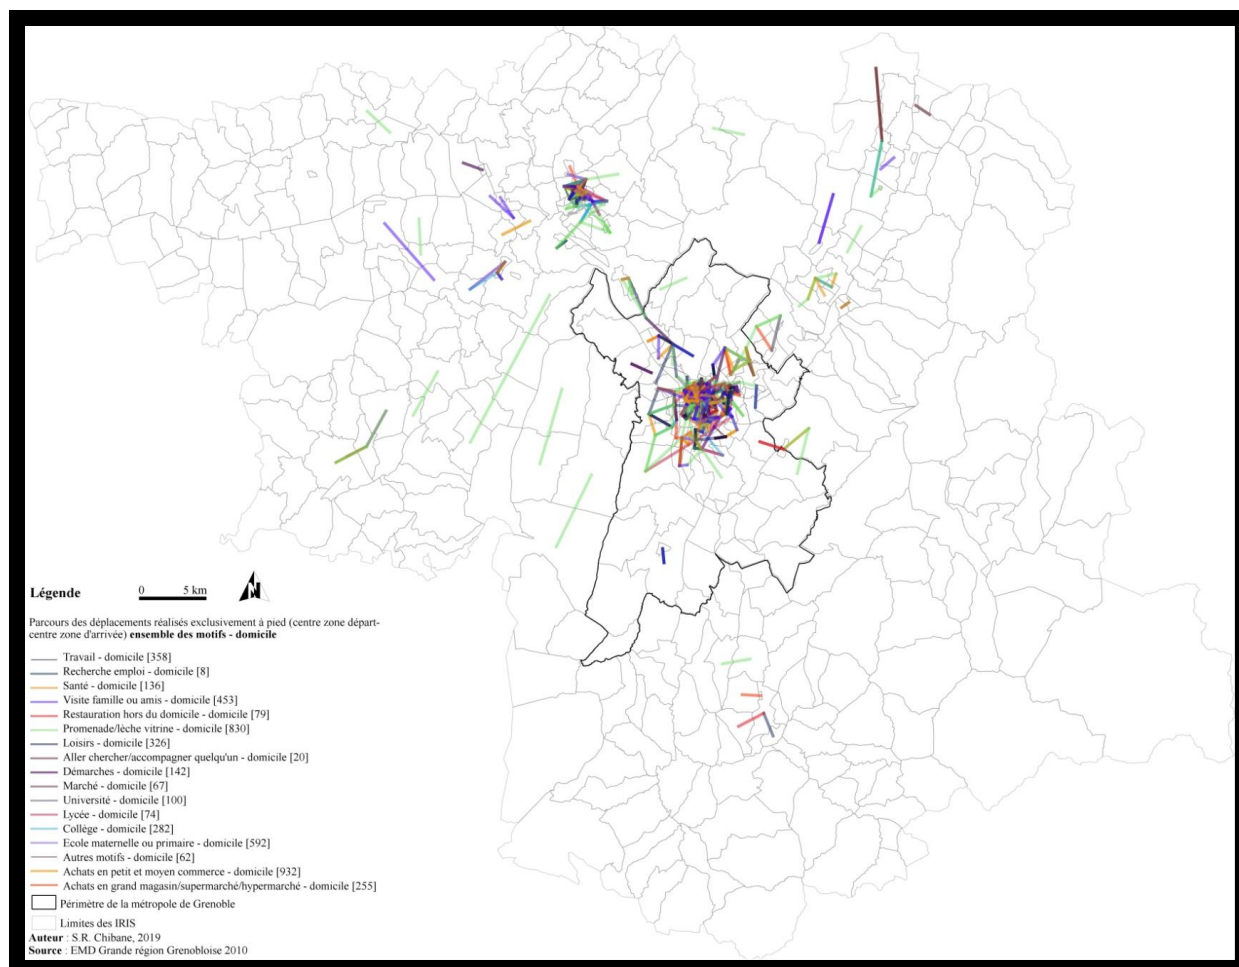 Légende
0 5 km
N
Parcours des déplacements réalisés exclusivement à pied (centre zone départ-
centre zone d'arrivée) ensemble des motifs - domicile
Travail - domicile [358]
Recherche emploi - domicile [8]
Santé - domicile [136]
Visite famille ou amis - domicile [453]
Restauration hors du domicile - domicile [79]
Promenade/lèche vitrine - domicile [830]
Loisirs - domicile [326]
Aller chercher/accompagner quelqu'un - domicile [20]
Démarches - domicile [142]
Marché - domicile [67]
Université - domicile [100]
Lycée - domicile [74]
Collège - domicile [282]
Ecole maternelle ou primaire - domicile [592]
Autres motifs - domicile [62]
Achats en petit et moyen commerce - domicile [932]
Achats en grand magasin/supermarché/hypermarché - domicile [255]
Périmètre de la métropole de Grenoble
Limites des IRIS
Auteur : S.R. Chibane, 2019
Source : EMD Grande région Grenobloise 2010